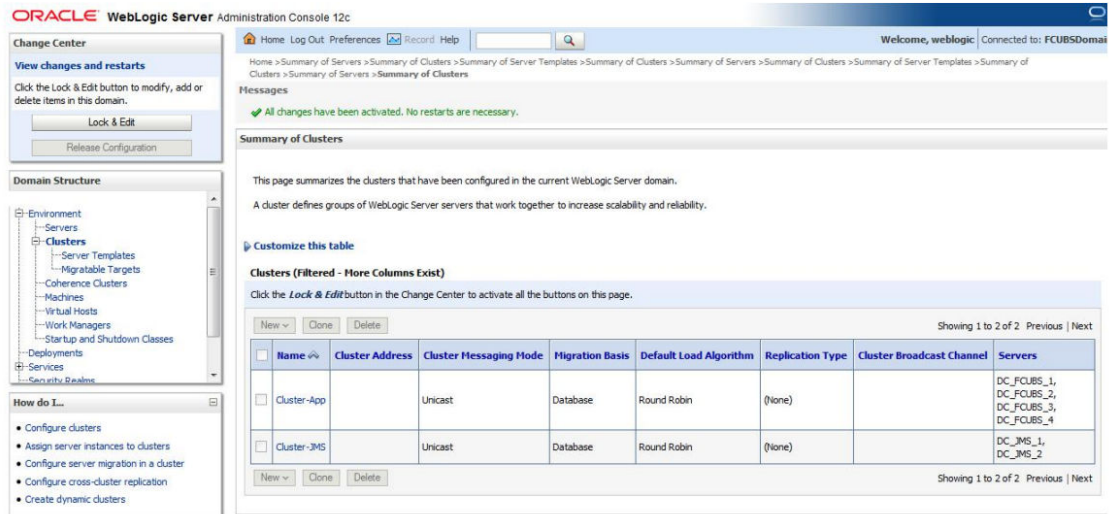 ORACLE WebLogic Server Administration Console 12c
Change Center
View changes and restarts
Click the Lock & Edit button to modify, add or
delete items in this domain.
Lock & Edit
Release Configuration
Domain Structure
Environment
Servers
Clusters
Server Templates
Migratable Targets
Coherence Clusters
Machines
Virtual Hosts
Work Managers
Startup and Shutdown Classes
Deployments
Services
Security Realms
How do I...
Configure clusters
Assign server instances to clusters
Configure server migration in a cluster
Configure cross-cluster replication
Create dynamic clusters
Home Log Out Preferences Record Help
Welcome, weblogic Connected to: FCUBSDomai
Home >Summary of Servers >Summary of Clusters >Summary of Server Templates >Summary of Clusters >Summary of Servers >Summary of Clusters >Summary of Server Templates >Summary of
Clusters >Summary of Servers >Summary of Clusters
Messages
All changes have been activated. No restarts are necessary.
Summary of Clusters
This page summarizes the clusters that have been configured in the current WebLogic Server domain.
A cluster defines groups of WebLogic Server servers that work together to increase scalability and reliability.
Customize this table
Clusters (Filtered - More Columns Exist)
Click the Lock & Edit button in the Change Center to activate all the buttons on this page.
New Clone Delete
Showing 1 to 2 of 2 Previous | Next
Name Cluster Address Cluster Messaging Mode Migration Basis Default Load Algorithm Replication Type Cluster Broadcast Channel Servers
Cluster-App Unicast Database Round Robin (None) DC_FCUBS_1,
DC_FCUBS_2,
DC_FCUBS_3,
DC_FCUBS_4
Cluster-JMS Unicast Database Round Robin (None) DC_JMS_1,
DC_JMS_2
New Clone Delete
Showing 1 to 2 of 2 Previous | Next